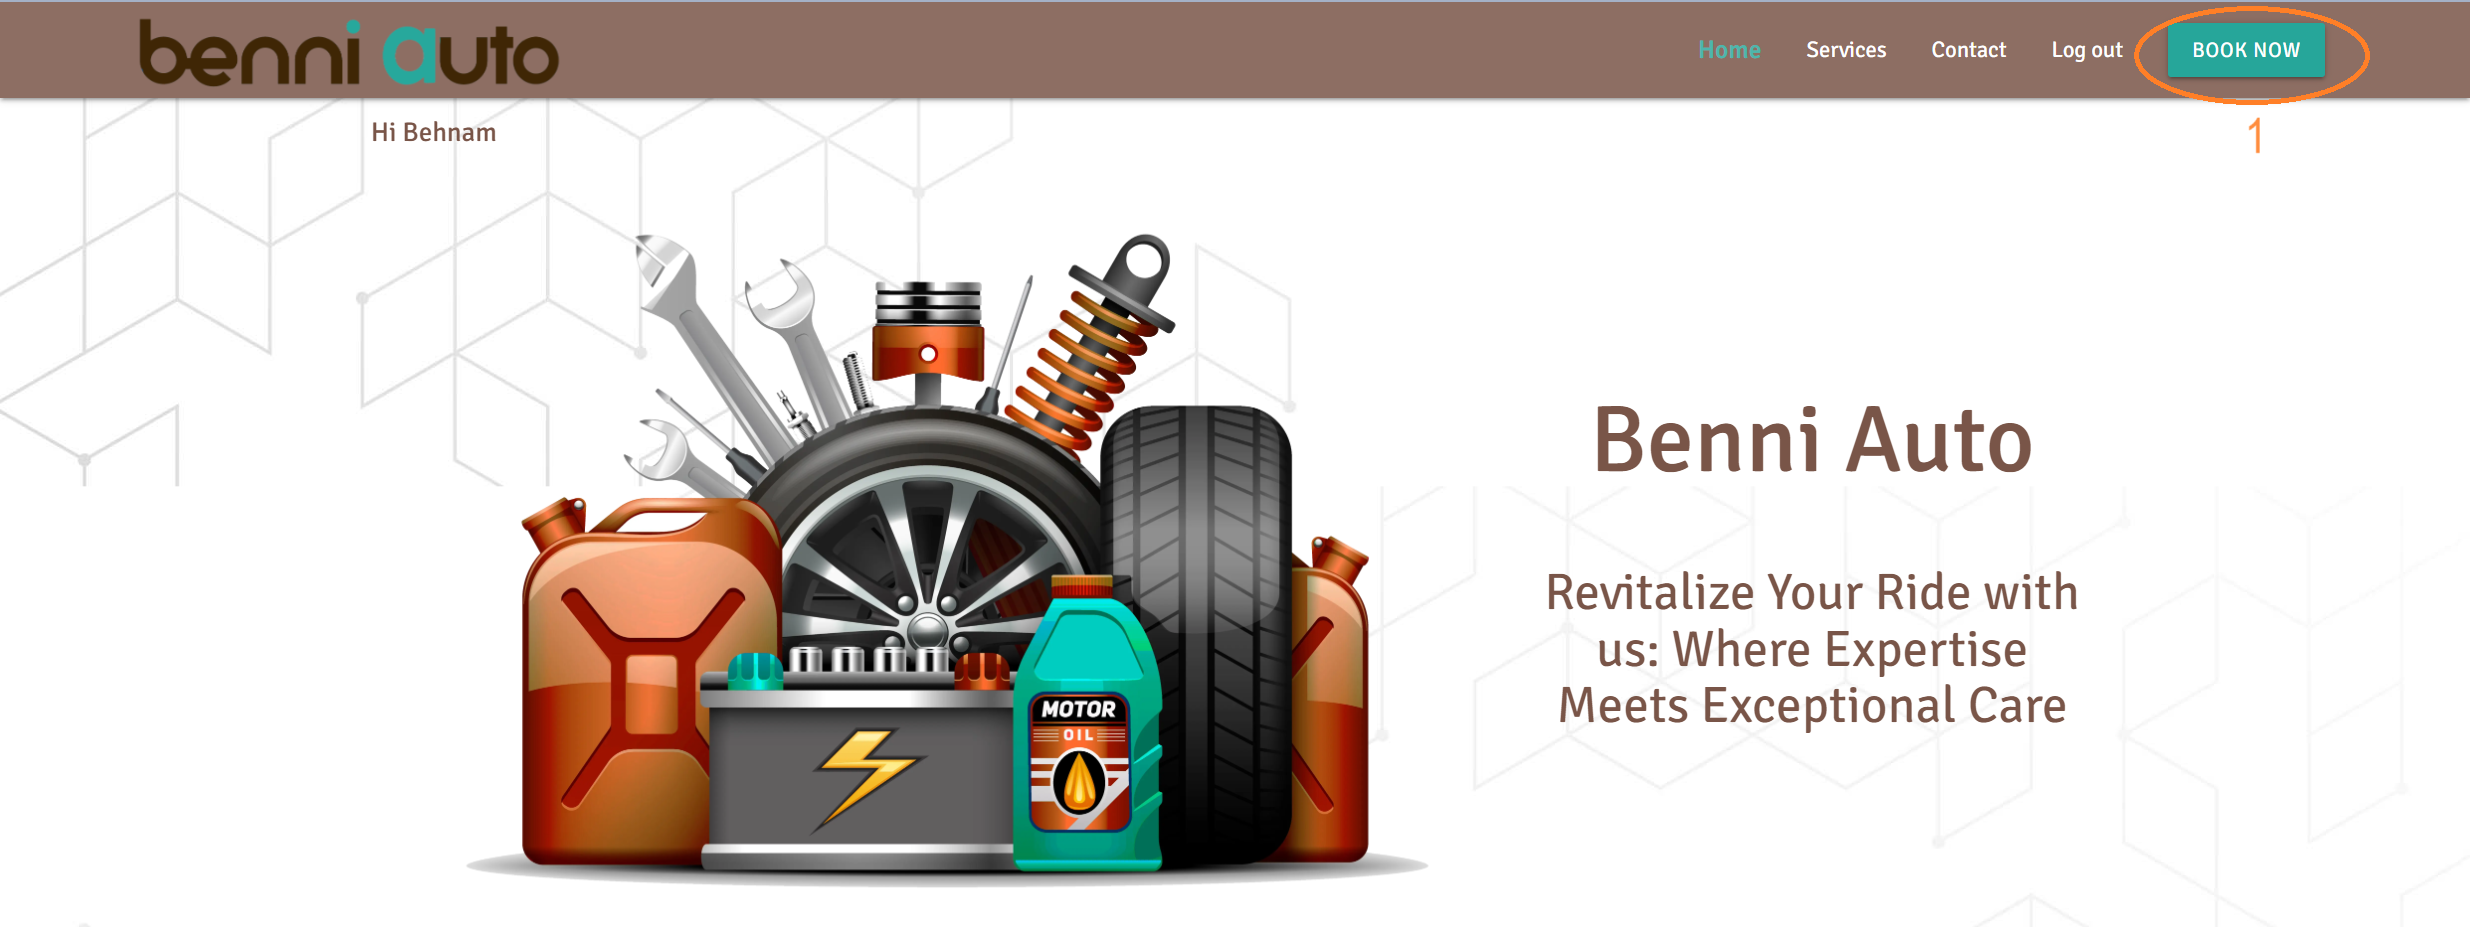 benni auto
Home Services Contact Log out BOOK NOW
Hi Behnam
1
Benni Auto
Revitalize Your Ride with
us: Where Expertise
Meets Exceptional Care
MOTOR
OIL